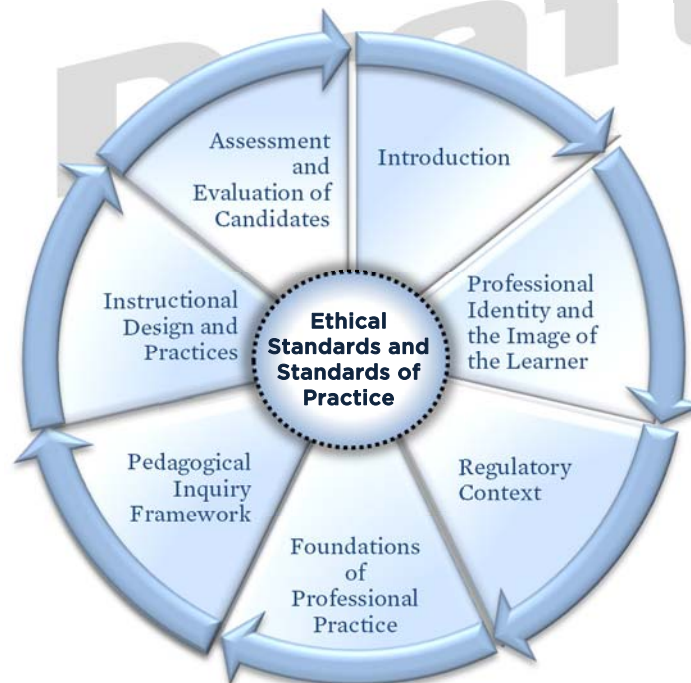 Draft
Introduction
Professional
Identity and
the Image of
the Learner
Regulatory
Context
Foundations
of
Professional
Practice
Pedagogical
Inquiry
Framework
Instructional
Design and
Practices
Assessment
and
Evaluation of
Candidates
Ethical
Standards and
Standards of
Practice